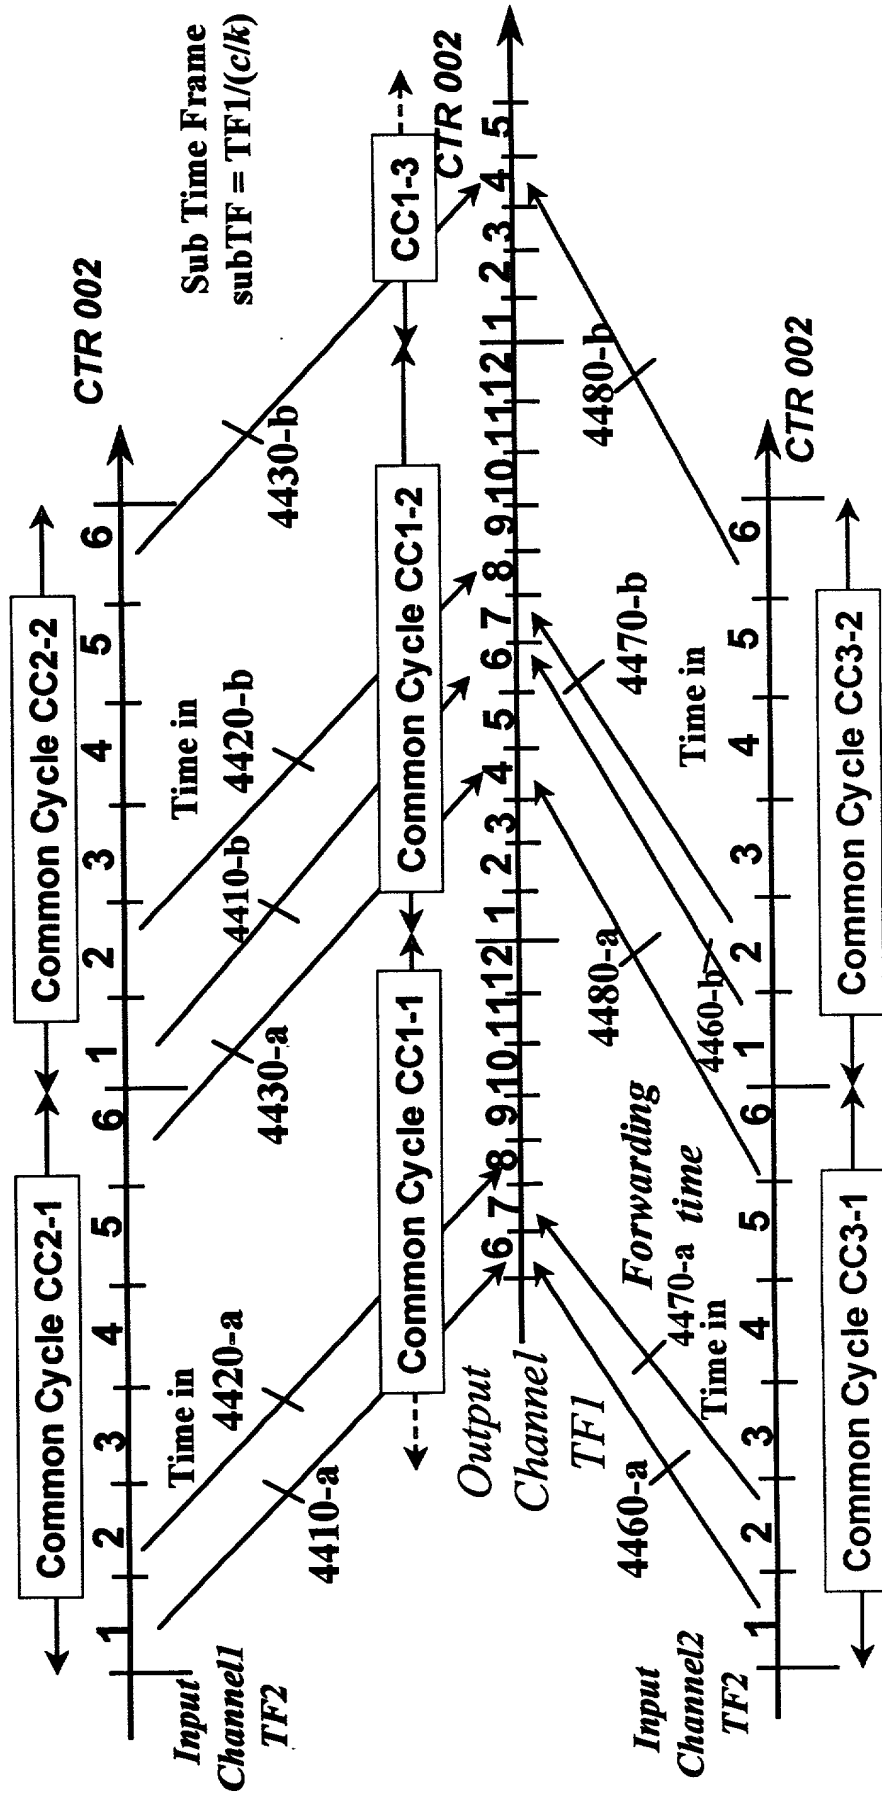 Common Cycle CC2-1
Common Cycle CC2-2
1 2 3 4 5 6 1 2 3 4 5 6
CTR 002
Input
Channel1
TF2
Time in
Time in
Sub Time Frame
subTF = TF1/(c/k)
4410-a
4420-a
4430-a
4410-b
4420-b
4430-b
Common Cycle CC1-1
Common Cycle CC1-2
CC1-3
CTR 002
6 7 8 9 10 11 12 1 2 3 4 5 6 7 8 9 10 11 12 1 2 3 4 5
Output
Channel
TF1
Forwarding
time
4460-a
4470-a
4480-a
4460-b
4470-b
4480-b
Time in
Time in
1 2 3 4 5 6 1 2 3 4 5 6
CTR 002
Input
Channel2
TF2
Common Cycle CC3-1
Common Cycle CC3-2